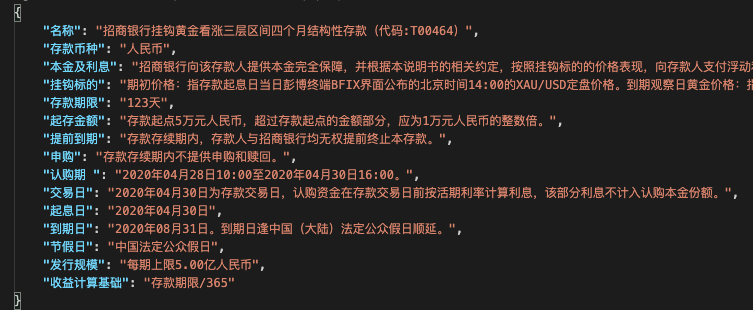 {
"名称": "招商银行挂钩黄金看涨三层区间四个月结构性存款（代码:T00464）",
"存款币种": "人民币",
"本金及利息": "招商银行向该存款人提供本金完全保障，并根据本说明书的相关约定，按照挂钩标的的价格表现，向存款人支付浮动
"挂钩标的": "期初价格：指存款起息日当日彭博终端BFIX界面公布的北京时间14:00的XAU/USD定盘价格。到期观察日黄金价格：
"存款期限": "123天",
"起存金额": "存款起点5万元人民币，超过存款起点的金额部分，应为1万元人民币的整数倍。",
"提前到期": "存款存续期内，存款人与招商银行均无权提前终止本存款。",
"申购": "存款存续期内不提供申购和赎回。",
"认购期 ": "2020年04月28日10:00至2020年04月30日16:00。",
"交易日": "2020年04月30日为存款交易日，认购资金在存款交易日前按活期利率计算利息，该部分利息不计入认购本金份额。",
"起息日": "2020年04月30日",
"到期日": "2020年08月31日。到期日逢中国（大陆）法定公众假日顺延。",
"节假日": "中国法定公众假日",
"发行规模": "每期上限5.00亿人民币",
"收益计算基础": "存款期限/365"
}